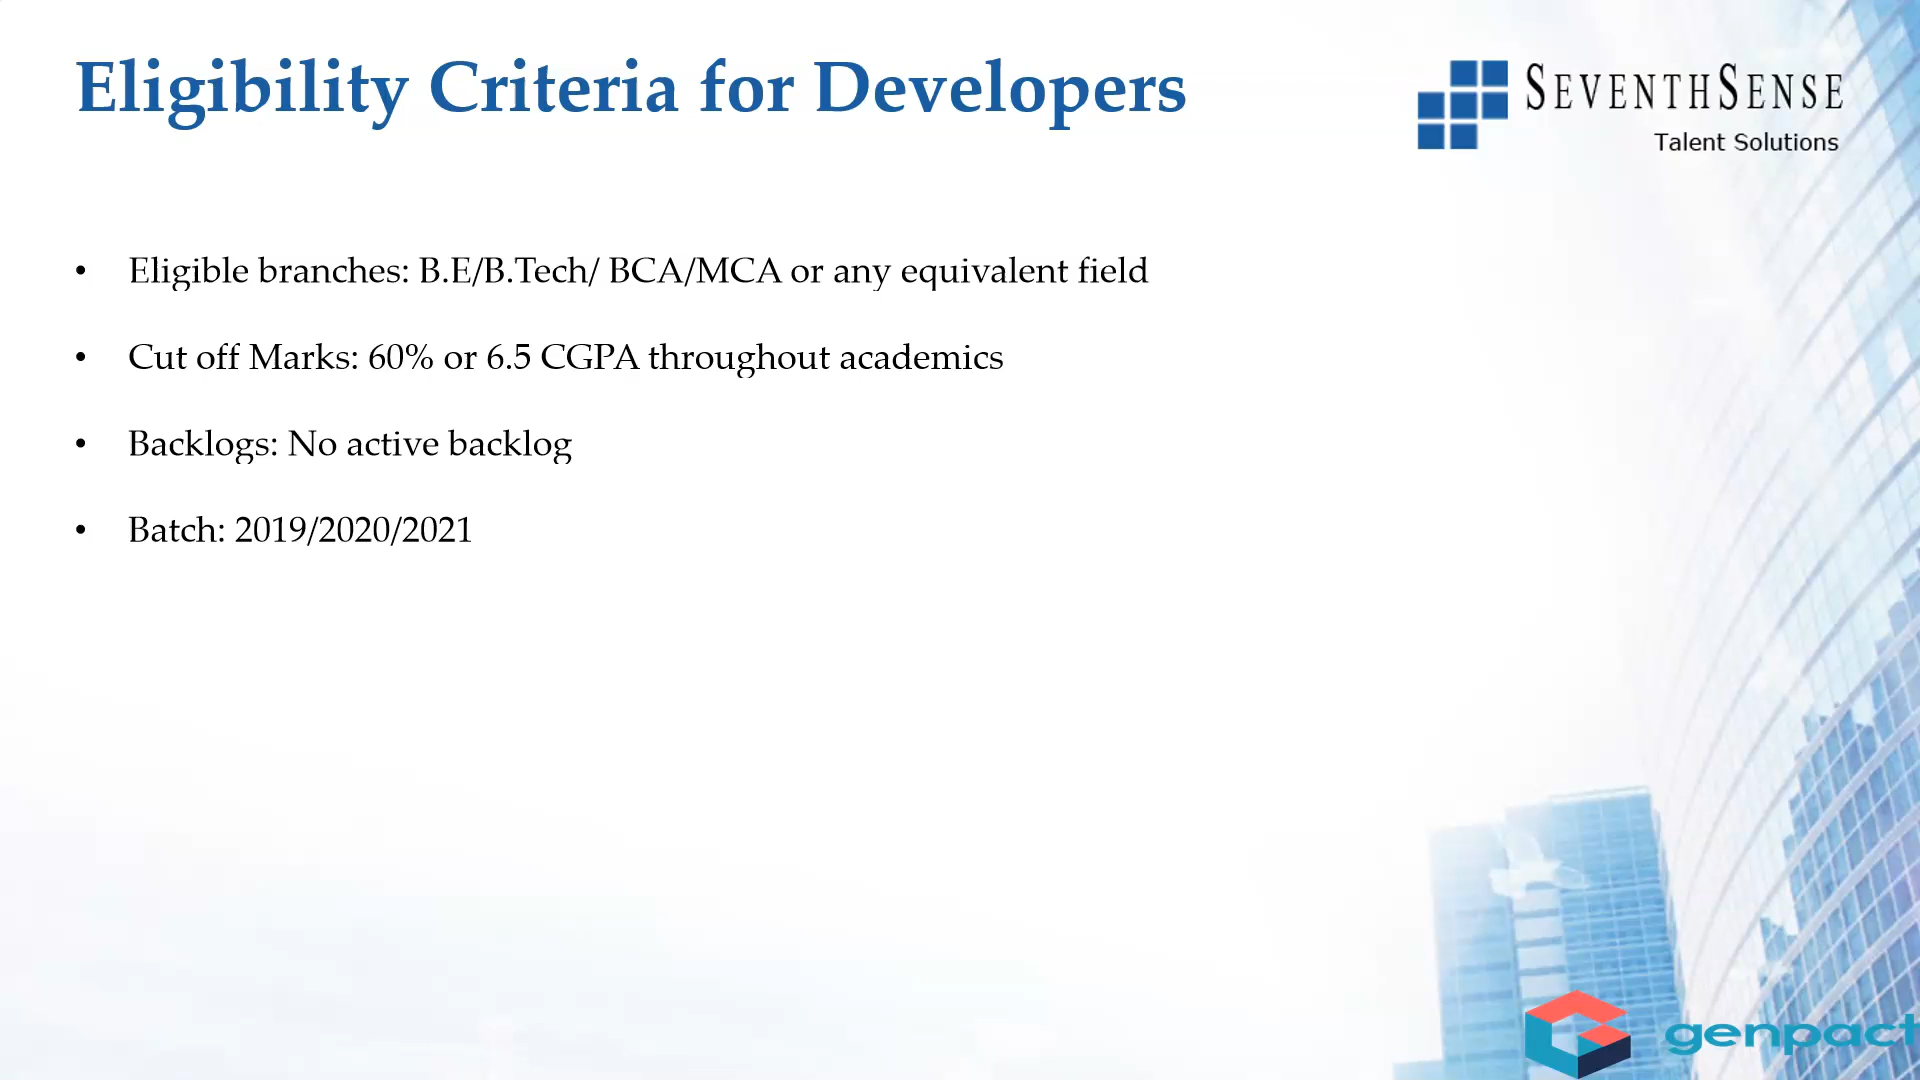 Eligibility Criteria for Developers
SEVENTHSENSE
Talent Solutions
• Eligible branches: B.E/B.Tech/ BCA/MCA or any equivalent field
• Cut off Marks: 60% or 6.5 CGPA throughout academics
• Backlogs: No active backlog
• Batch: 2019/2020/2021
genpact